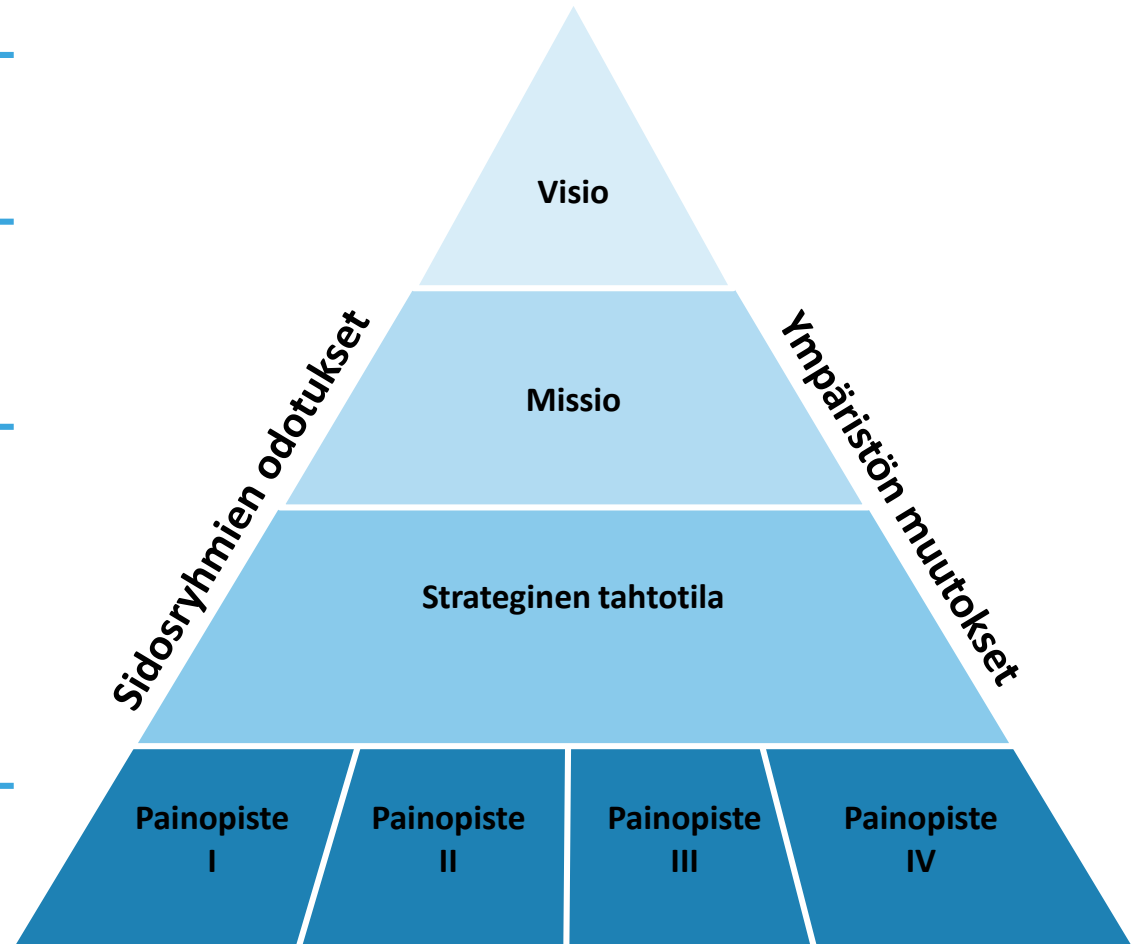 Visio
Missio
Sidosryhmien odotukset
Ympäristön muutokset
Strateginen tahtotila
Painopiste
I
Painopiste
II
Painopiste
III
Painopiste
IV